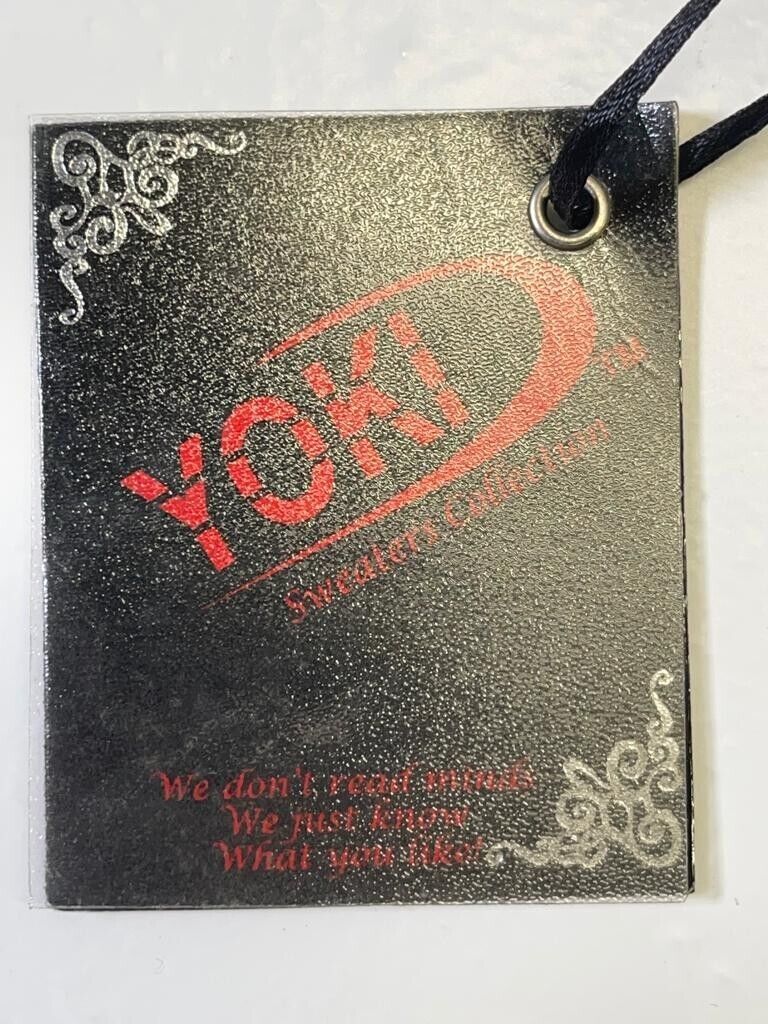 YOKI
TM
Sweaters Collection
We don't read minds
We just know
What you like!